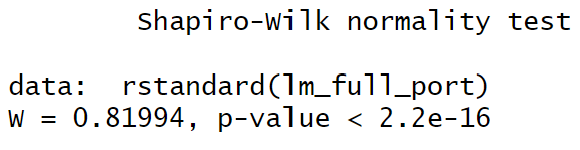 Shapiro-Wilk normality test
data:  rstandard(lm_full_port)
W = 0.81994, p-value < 2.2e-16